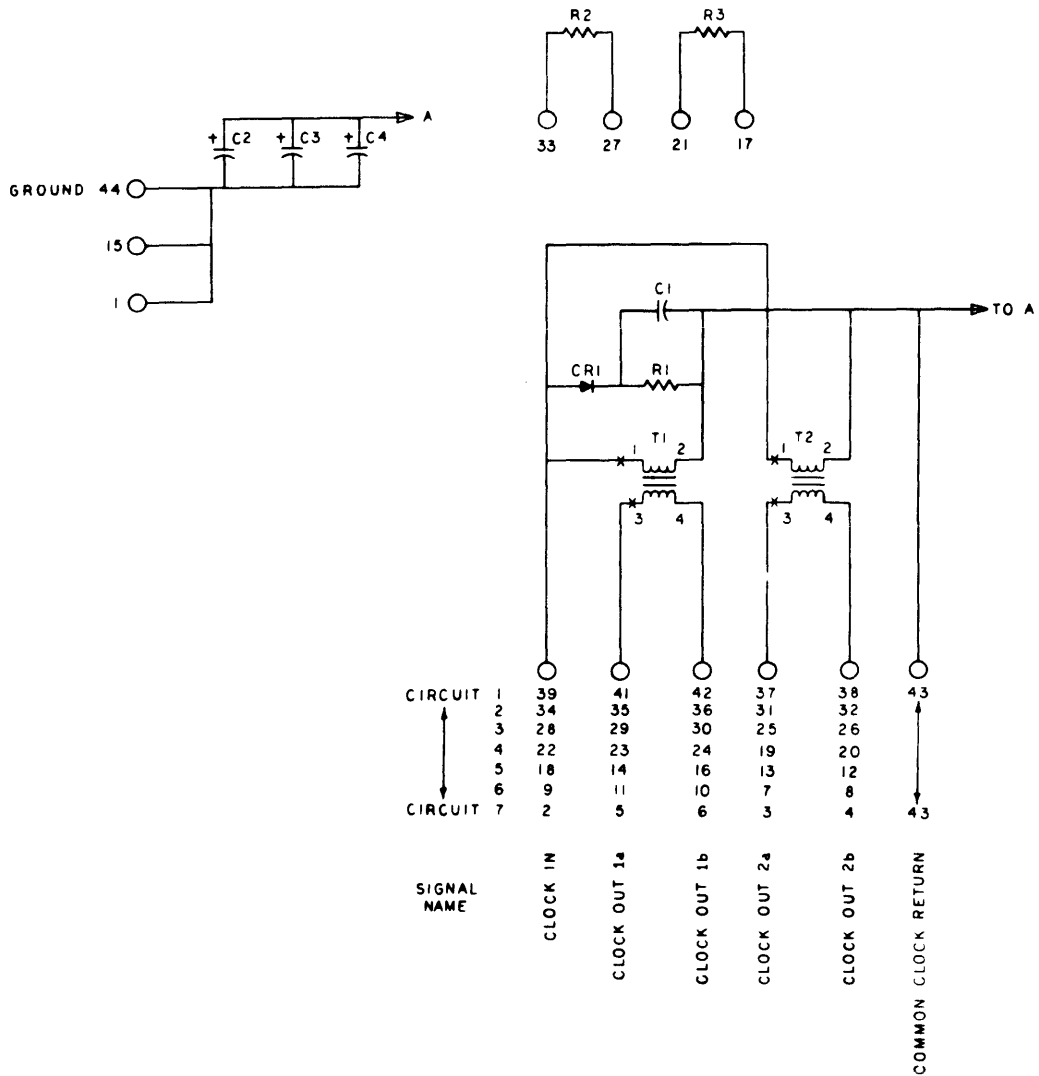 R2 R3
33 27 21 17
A
+ C2 + C3 + C4
GROUND 44
15
1
C1
TO A
CR1 R1
T1 T2
1 2 1 2
3 4 3 4
CIRCUIT 1 39 41 42 37 38 43
2 34 35 36 31 32
3 28 29 30 25 26
4 22 23 24 19 20
5 18 14 16 13 12
6 9 11 10 7 8
CIRCUIT 7 2 5 6 3 4 43
SIGNAL
NAME
CLOCK IN
CLOCK OUT 1a
CLOCK OUT 1b
CLOCK OUT 2a
CLOCK OUT 2b
COMMON CLOCK RETURN